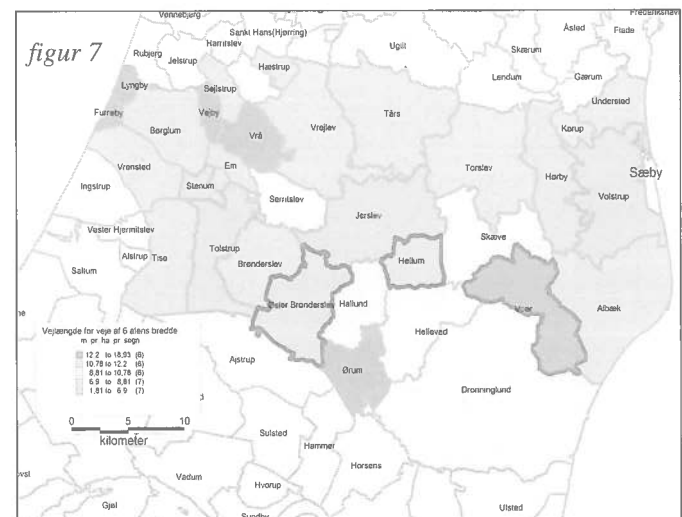 figur 7
Vennebjerg
Sankt Hans(Hjørring)
Harritslev
Rubjerg
Jelstrup
Hæstrup
Ugilt
Skærum
Åsted
Flade
Frederikshavn
Lendum
Gærum
Lyngby
Sejlstrup
Understed
Furreby
Vejby
Børglum
Vrå
Vrejlev
Tårs
Karup
Em
Vrensted
Torslev
Hørby
Sæby
Ingstrup
Stenum
Serritslev
Volstrup
Jerslev
Vester Hjermitslev
Skæve
Tolstrup
Alstrup
Tise
Brønderslev
Hellum
Saltum
Øster Brønderslev
Hallund
Voer
Albæk
Hellevad
Vejlængde for veje af 6 alens bredde
m pr ha pr sogn
12,2 to 18,93 (6)
10,78 to 12,2 (6)
8,81 to 10,78 (6)
6,9 to 8,81 (7)
1,81 to 6,9 (7)
Ajstrup
Ørum
Dronninglund
0 5 10
kilometer
Sulsted
Hammer
Horsens
Vadum
Hvorup
Gjøl
Sundby
Ulsted